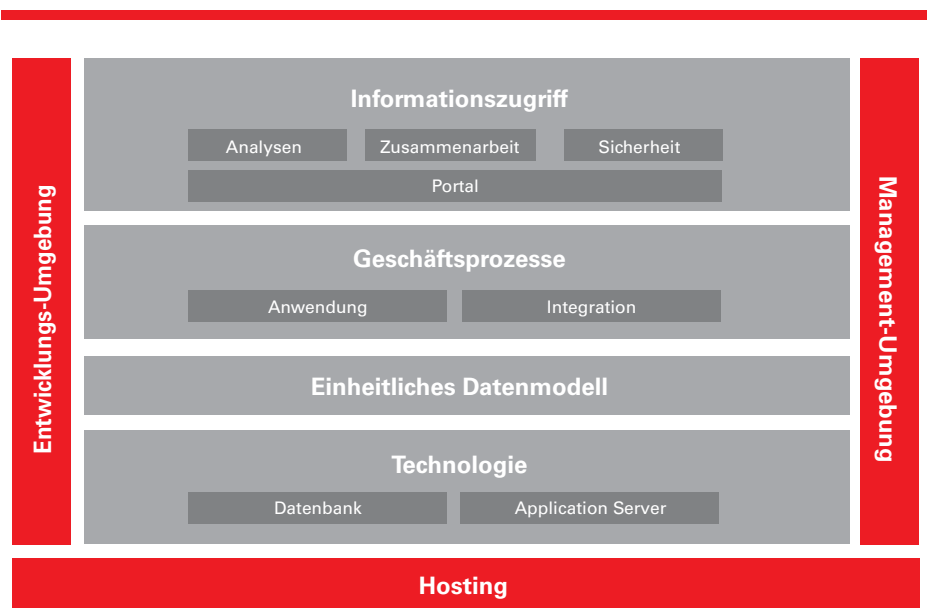 Entwicklungs-Umgebung
Informationszugriff
Analysen
Zusammenarbeit
Sicherheit
Portal
Geschäftsprozesse
Anwendung
Integration
Einheitliches Datenmodell
Technologie
Datenbank
Application Server
Management-Umgebung
Hosting